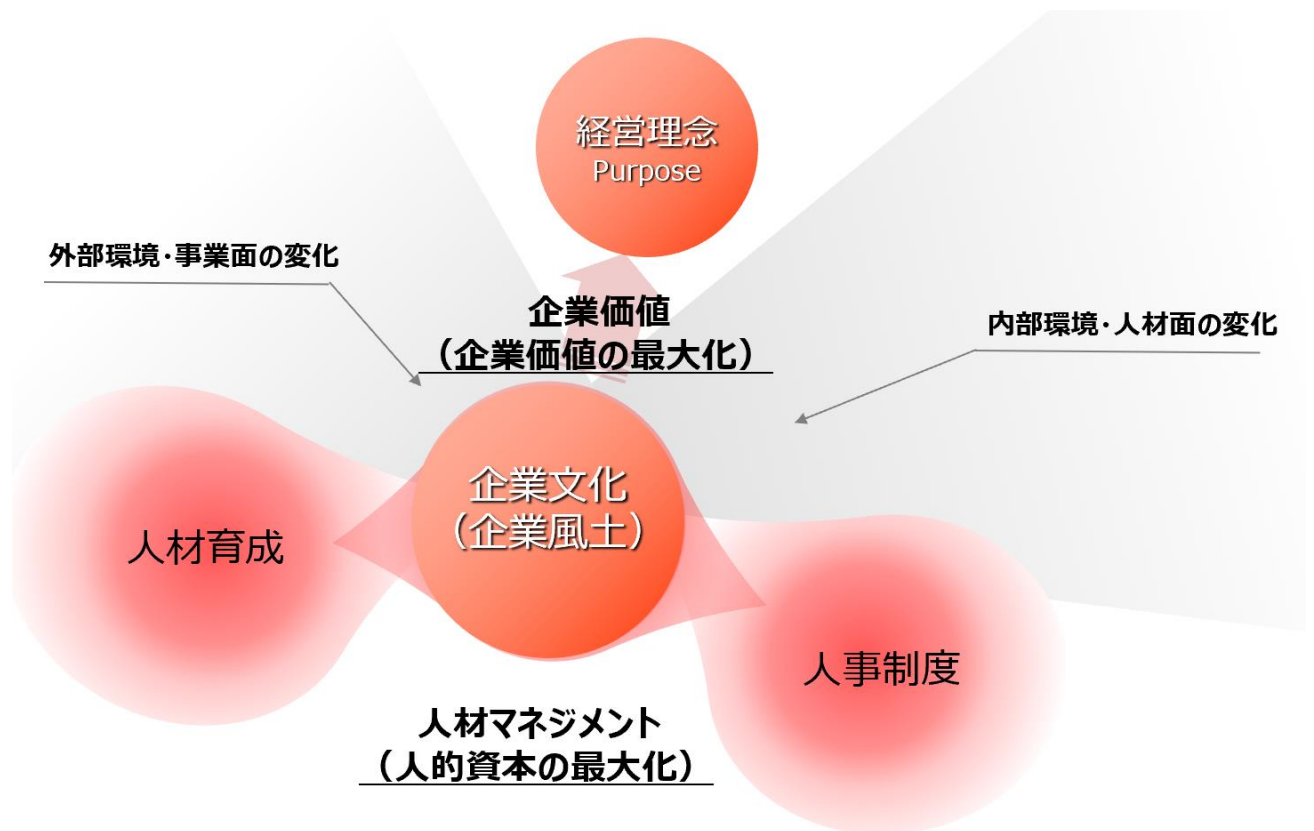 経営理念
Purpose
外部環境・事業面の変化
企業価値
（企業価値の最大化）
内部環境・人材面の変化
企業文化
（企業風土）
人材育成
人事制度
人材マネジメント
（人的資本の最大化）